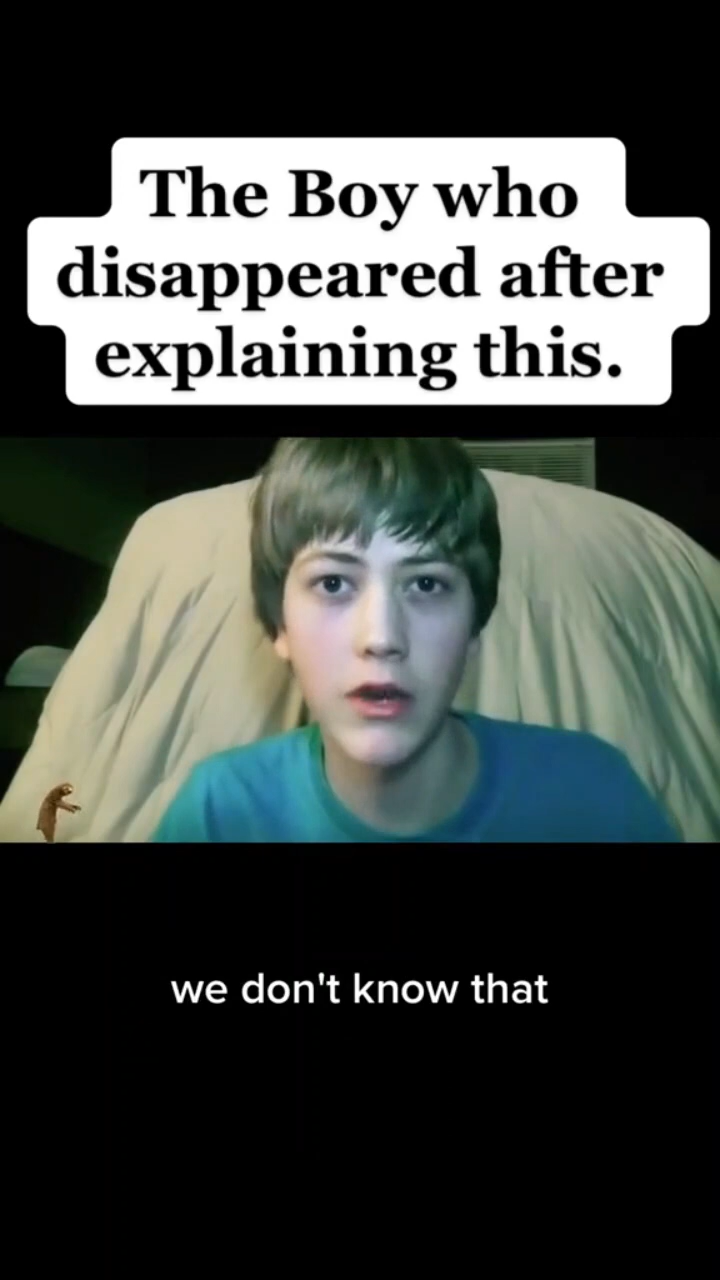 The Boy who
disappeared after
explaining this.
we don't know that